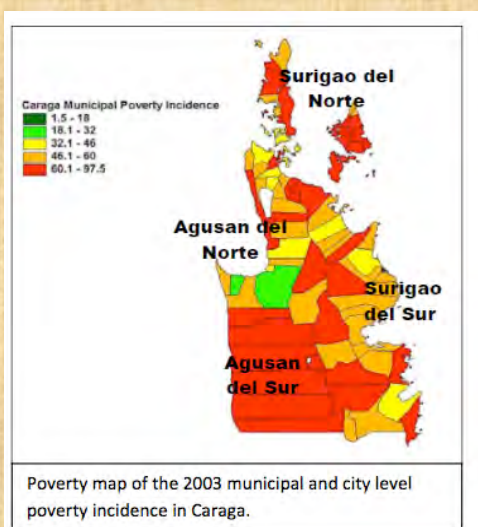 Surigao del
Norte
Caraga Municipal Poverty Incidence
1.5 - 18
18.1 - 32
32.1 - 46
46.1 - 60
60.1 - 97.5
Agusan del
Norte
Surigao
del Sur
Agusan
del Sur
Poverty map of the 2003 municipal and city level
poverty incidence in Caraga.